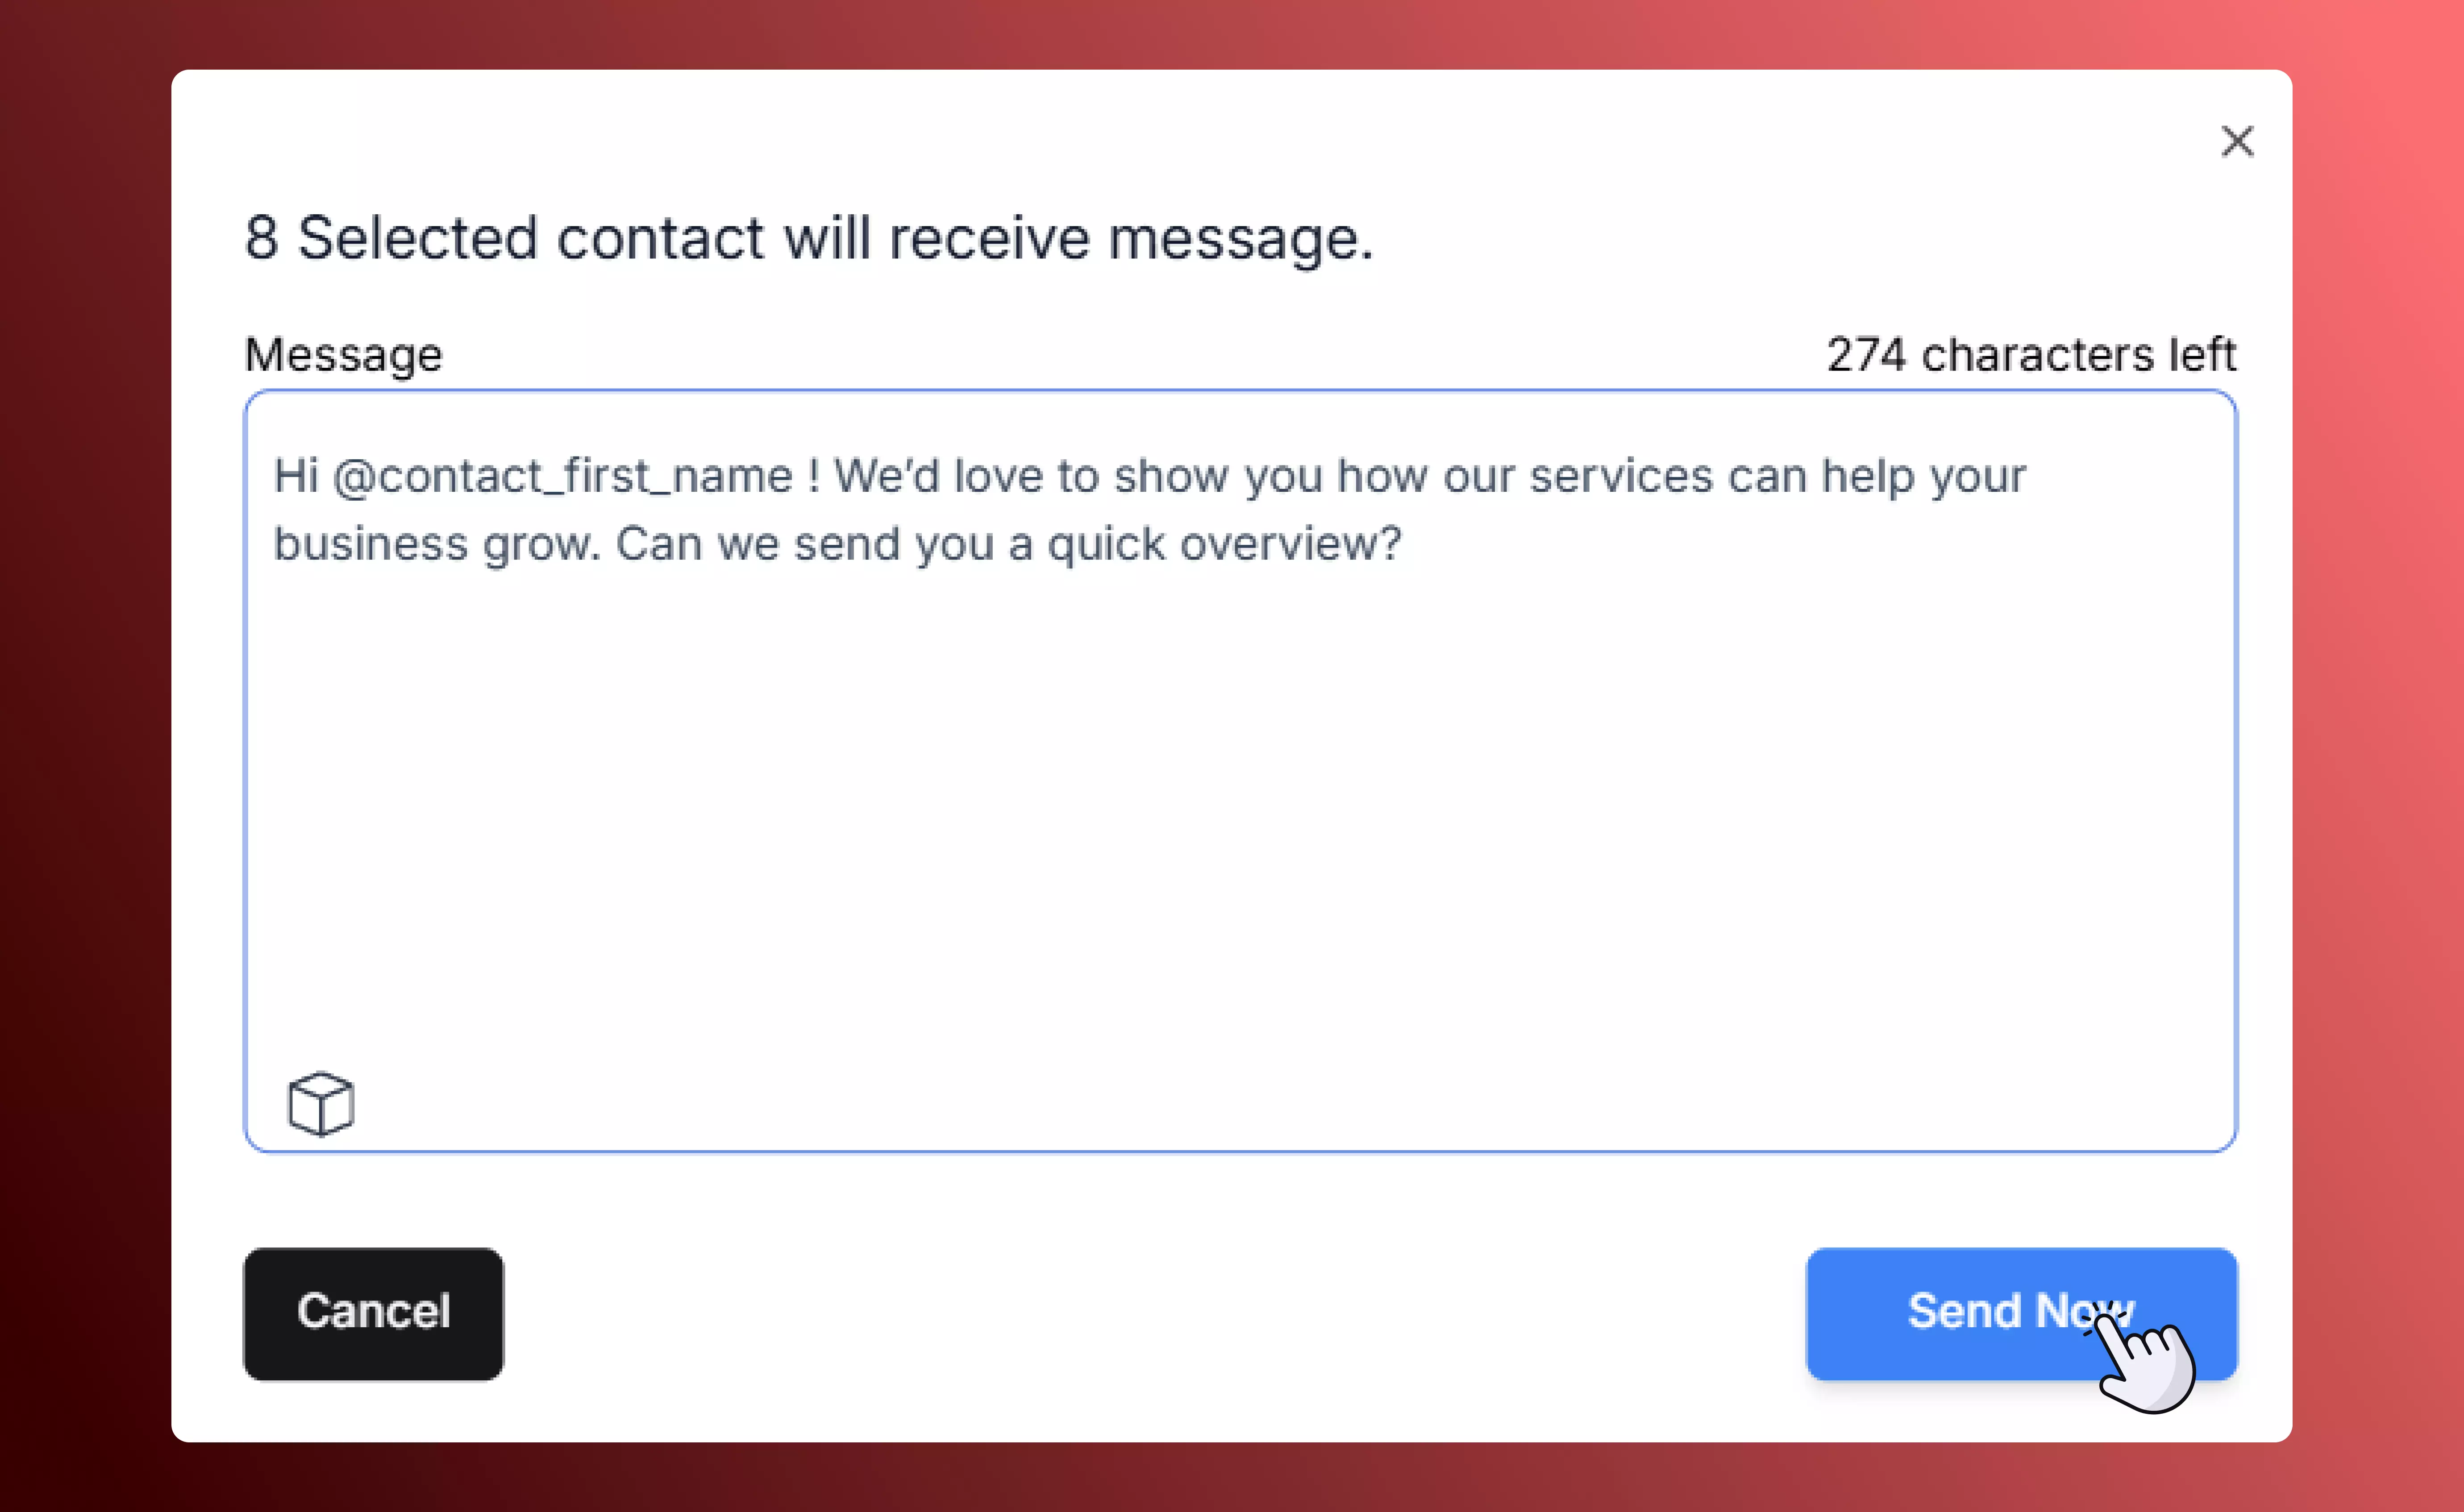 8 Selected contact will receive message.
Message
274 characters left
Hi @contact_first_name ! We’d love to show you how our services can help your
business grow. Can we send you a quick overview?
Cancel
Send Now